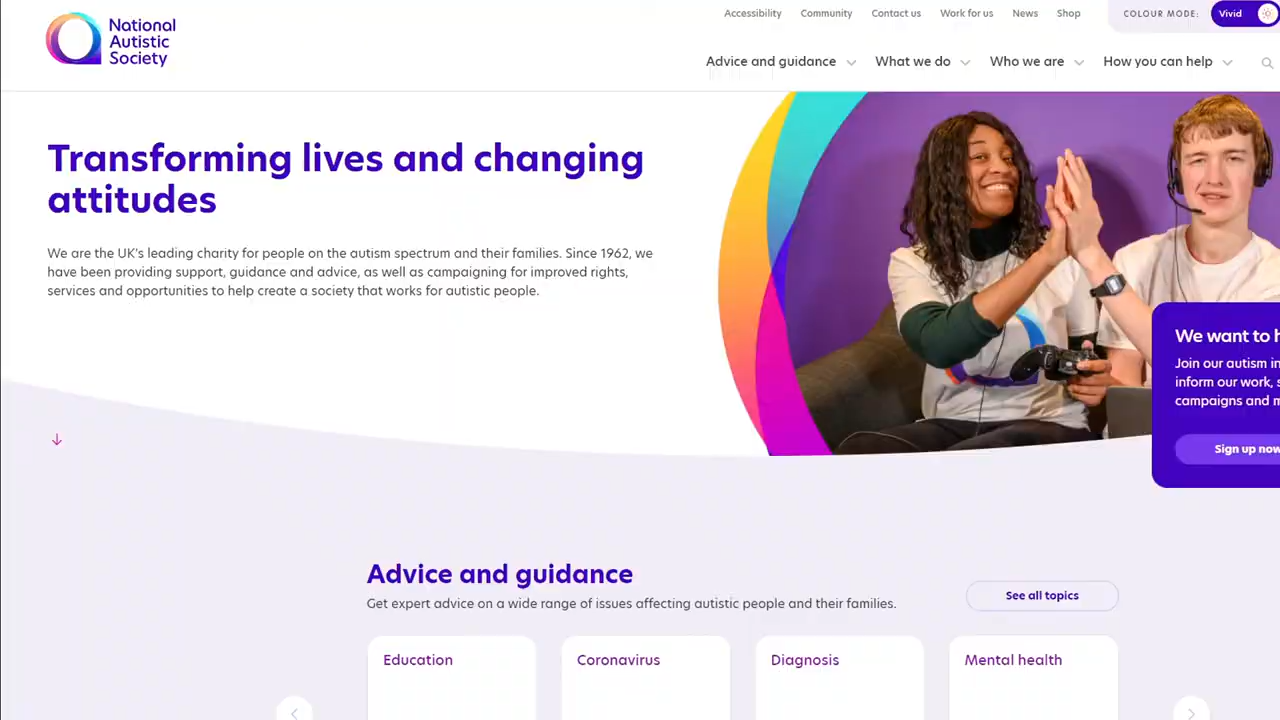 National
Autistic
Society
Accessibility Community Contact us Work for us News Shop
COLOUR MODE: Vivid
Advice and guidance What we do Who we are How you can help
Transforming lives and changing
attitudes
We are the UK's leading charity for people on the autism spectrum and their families. Since 1962, we
have been providing support, guidance and advice, as well as campaigning for improved rights,
services and opportunities to help create a society that works for autistic people.
We want to h
Join our autism in
inform our work, s
campaigns and m
Sign up now
Advice and guidance
Get expert advice on a wide range of issues affecting autistic people and their families.
See all topics
Education Coronavirus Diagnosis Mental health